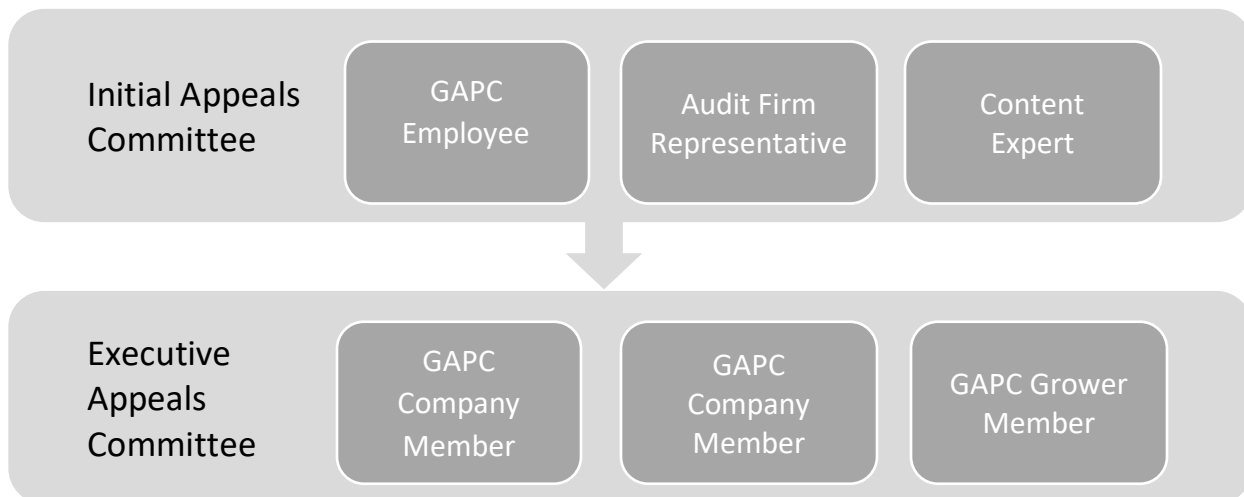 Initial Appeals
Committee
GAPC
Employee
Audit Firm
Representative
Content
Expert
Executive
Appeals
Committee
GAPC
Company
Member
GAPC
Company
Member
GAPC Grower
Member